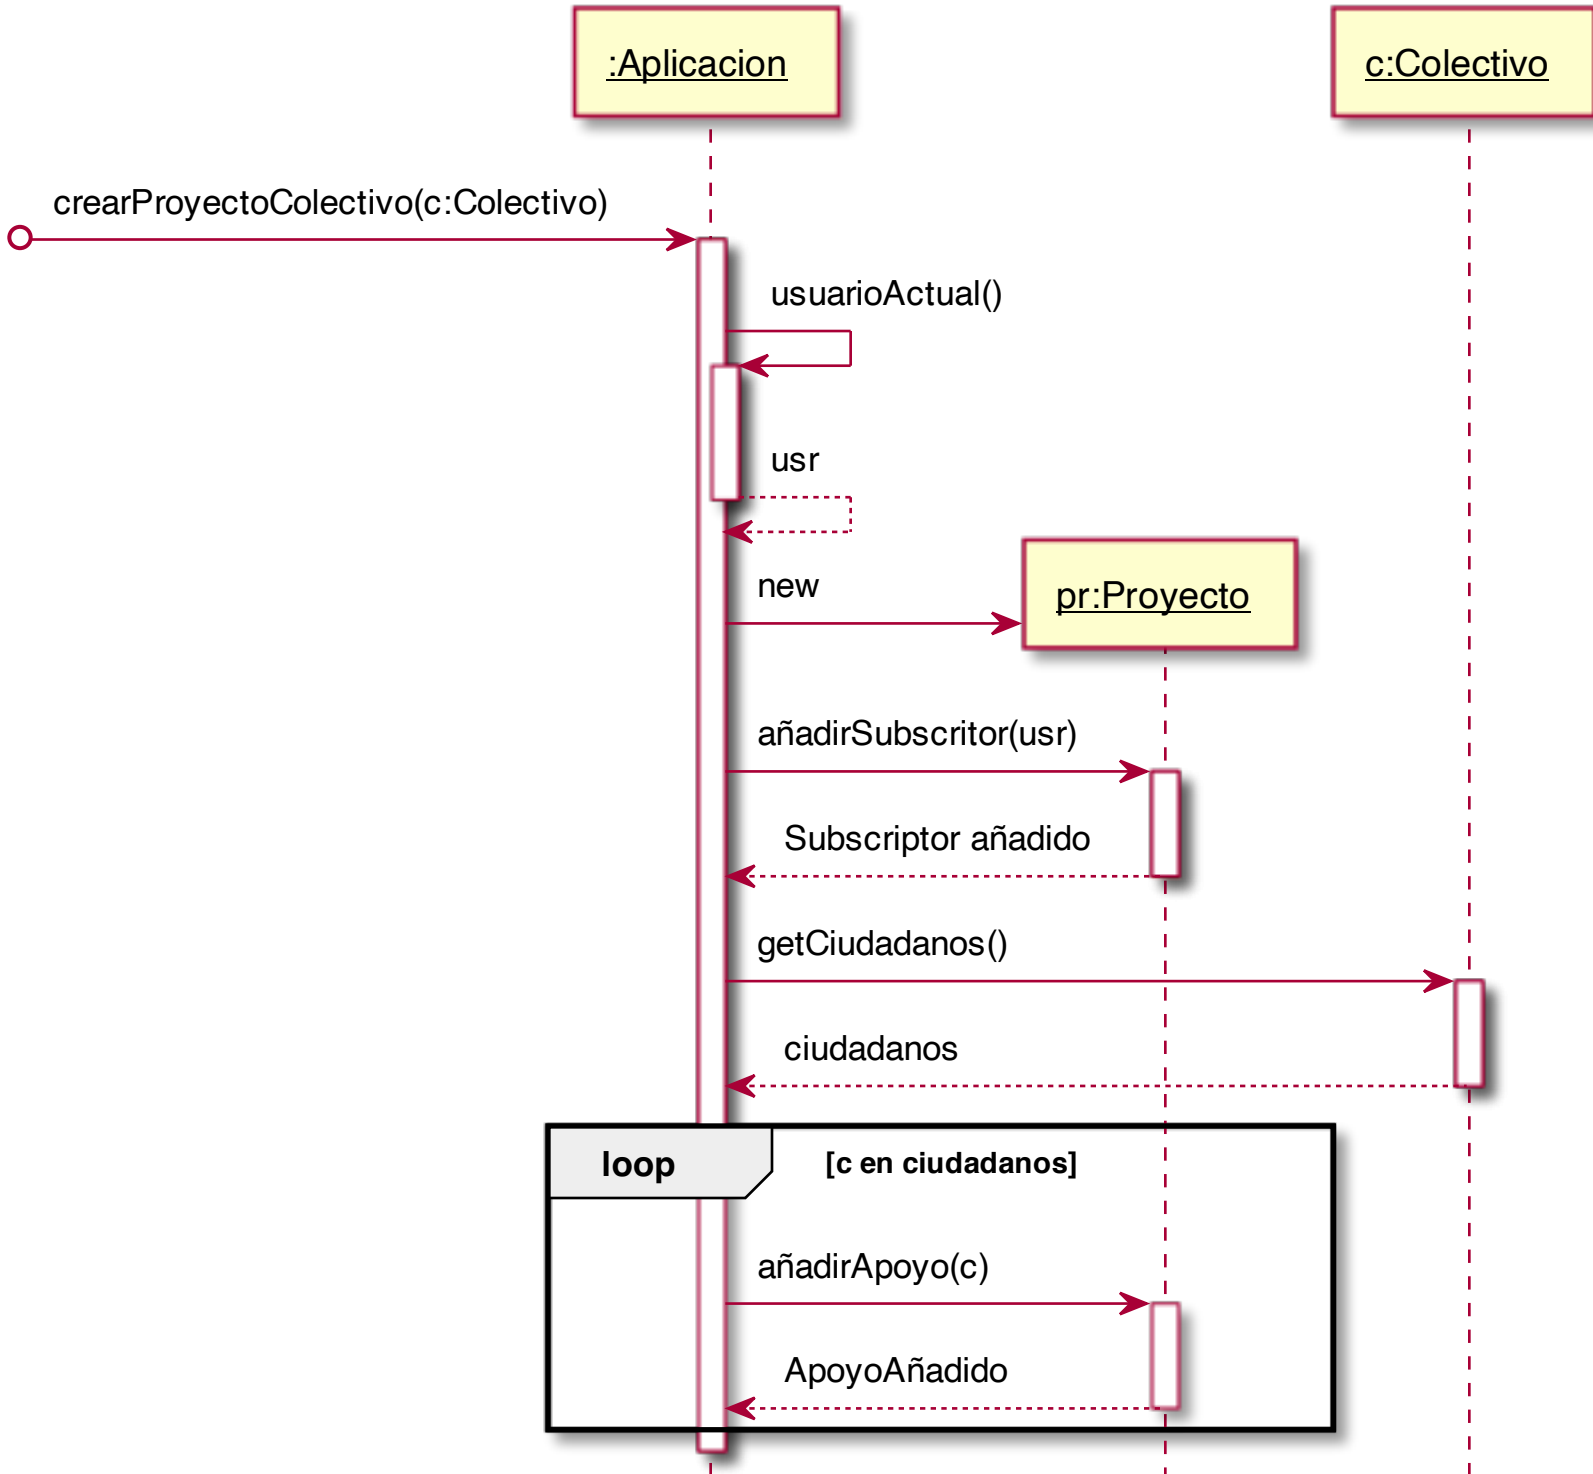 :Aplicacion
c:Colectivo
crearProyectoColectivo(c:Colectivo)
usuarioActual()
usr
new
pr:Proyecto
añadirSubscritor(usr)
Subscriptor añadido
getCiudadanos()
ciudadanos
loop
[c en ciudadanos]
añadirApoyo(c)
ApoyoAñadido